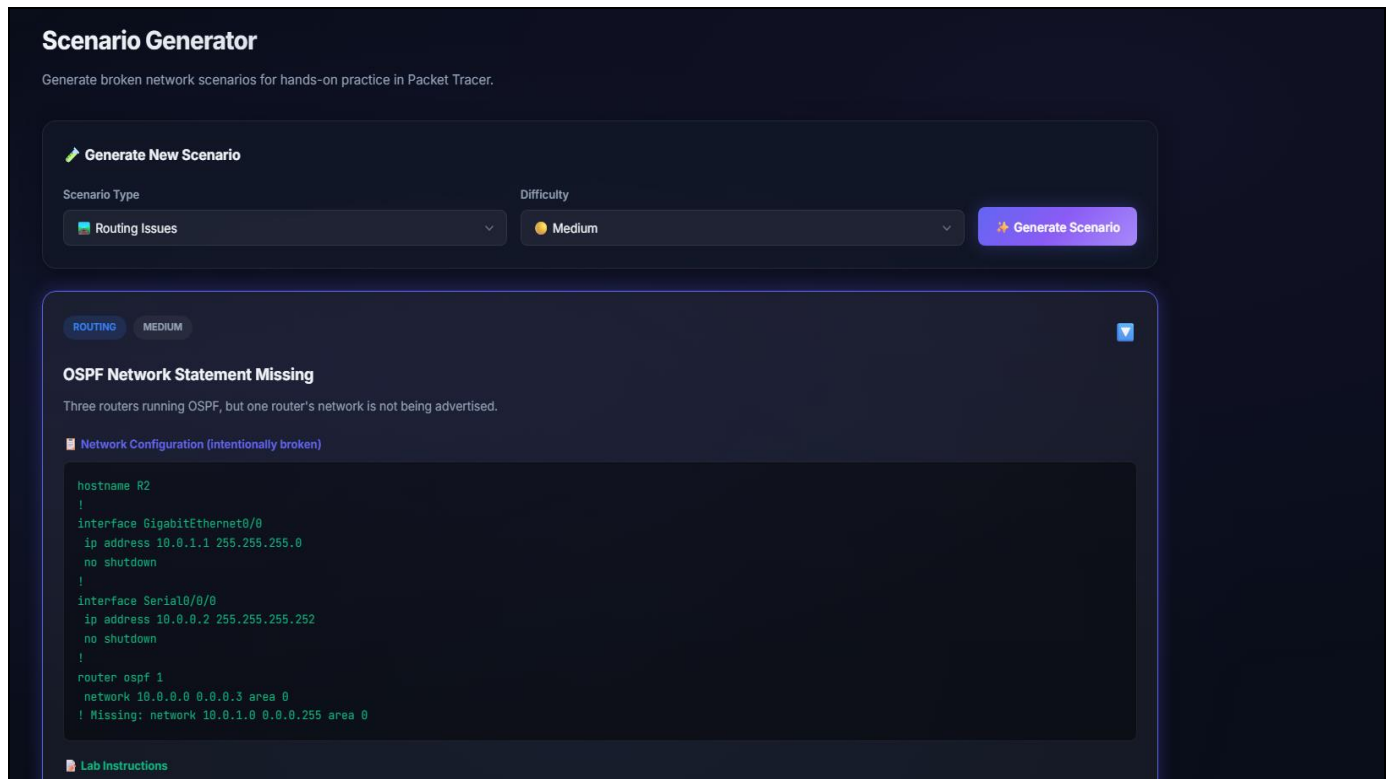 Scenario Generator
Generate broken network scenarios for hands-on practice in Packet Tracer.
Generate New Scenario
Scenario Type
Difficulty
Routing Issues
Medium
Generate Scenario
ROUTING
MEDIUM
OSPF Network Statement Missing
Three routers running OSPF, but one router's network is not being advertised.
Network Configuration (intentionally broken)
hostname R2
!
interface GigabitEthernet0/0
ip address 10.0.1.1 255.255.255.0
no shutdown
!
interface Serial0/0/0
ip address 10.0.0.2 255.255.255.252
no shutdown
!
router ospf 1
network 10.0.0.0 0.0.0.3 area 0
! Missing: network 10.0.1.0 0.0.0.255 area 0
Lab Instructions